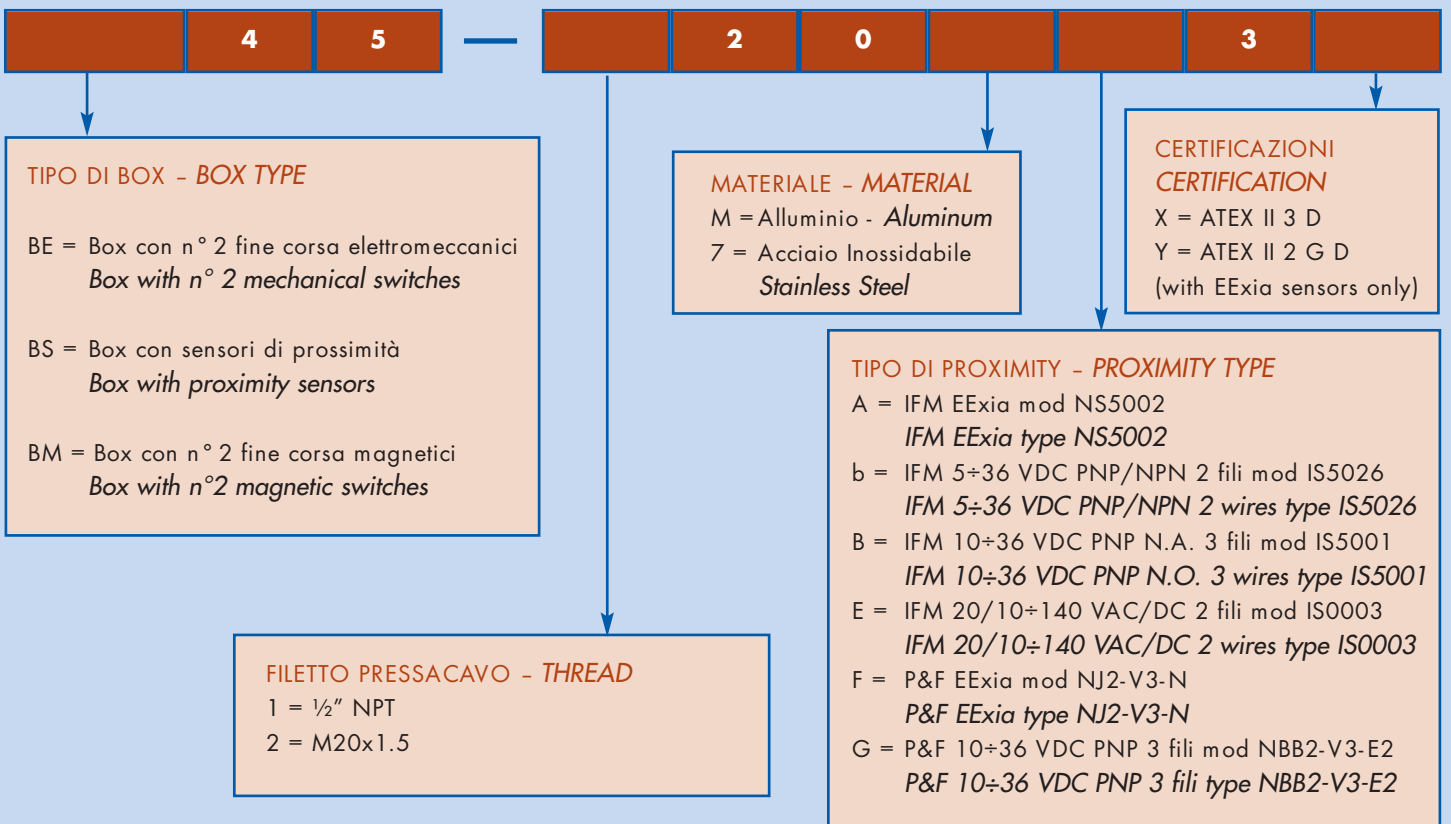 4 5 — 2 0 3
TIPO DI BOX – BOX TYPE
BE = Box con n° 2 fine corsa elettromeccanici
Box with n° 2 mechanical switches
BS = Box con sensori di prossimità
Box with proximity sensors
BM = Box con n° 2 fine corsa magnetici
Box with n°2 magnetic switches
FILETTO PRESSACAVO – THREAD
1 = ½” NPT
2 = M20x1.5
MATERIALE – MATERIAL
M = Alluminio - Aluminum
7 = Acciaio Inossidabile
Stainless Steel
TIPO DI PROXIMITY – PROXIMITY TYPE
A = IFM EExia mod NS5002
IFM EExia type NS5002
b = IFM 5÷36 VDC PNP/NPN 2 fili mod IS5026
IFM 5÷36 VDC PNP/NPN 2 wires type IS5026
B = IFM 10÷36 VDC PNP N.A. 3 fili mod IS5001
IFM 10÷36 VDC PNP N.O. 3 wires type IS5001
E = IFM 20/10÷140 VAC/DC 2 fili mod IS0003
IFM 20/10÷140 VAC/DC 2 wires type IS0003
F = P&F EExia mod NJ2-V3-N
P&F EExia type NJ2-V3-N
G = P&F 10÷36 VDC PNP 3 fili mod NBB2-V3-E2
P&F 10÷36 VDC PNP 3 fili type NBB2-V3-E2
CERTIFICAZIONI
CERTIFICATION
X = ATEX II 3 D
Y = ATEX II 2 G D
(with EExia sensors only)